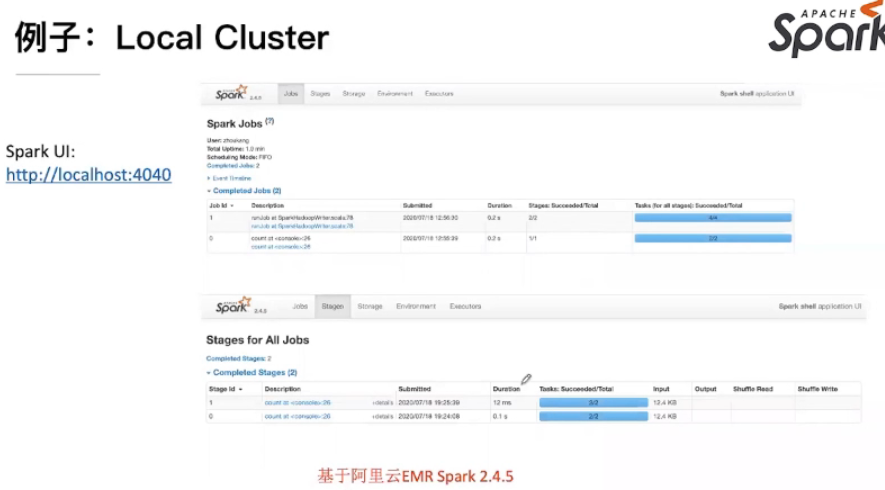 例子：Local Cluster
APACHE Spark
Spark UI:
http://localhost:4040
Spark 2.4.5 Jobs Stages Storage Environment Executors Spark shell application UI
Spark Jobs (?)
User: zhoukang
Total Uptime: 1.0 min
Scheduling Mode: FIFO
Completed Jobs: 2
Event Timeline
Completed Jobs (2)
Job Id Description Submitted Duration Stages: Succeeded/Total Tasks (for all stages): Succeeded/Total
1 runJob at SparkHadoopWriter.scala:78 2020/07/18 0.2 s 2/2 4/4
runJob at SparkHadoopWriter.scala:78
0 count at <console>:26 2020/07/18 0.2 s 1/1 2/2
count at <console>:26
Spark 2.4.5 Jobs Stages Storage Environment Executors Spark shell application UI
Stages for All Jobs
Completed Stages: 2
Completed Stages (2)
Stage Id Description Submitted Duration Tasks: Succeeded/Total Input Output Shuffle Read Shuffle Write
1 count at <console>:26 +details 2020/07/18 19:25:39 12 ms 2/2 12.4 KB
0 count at <console>:26 +details 2020/07/18 19:24:08 0.1 s 2/2 12.4 KB
基于阿里云EMR Spark 2.4.5